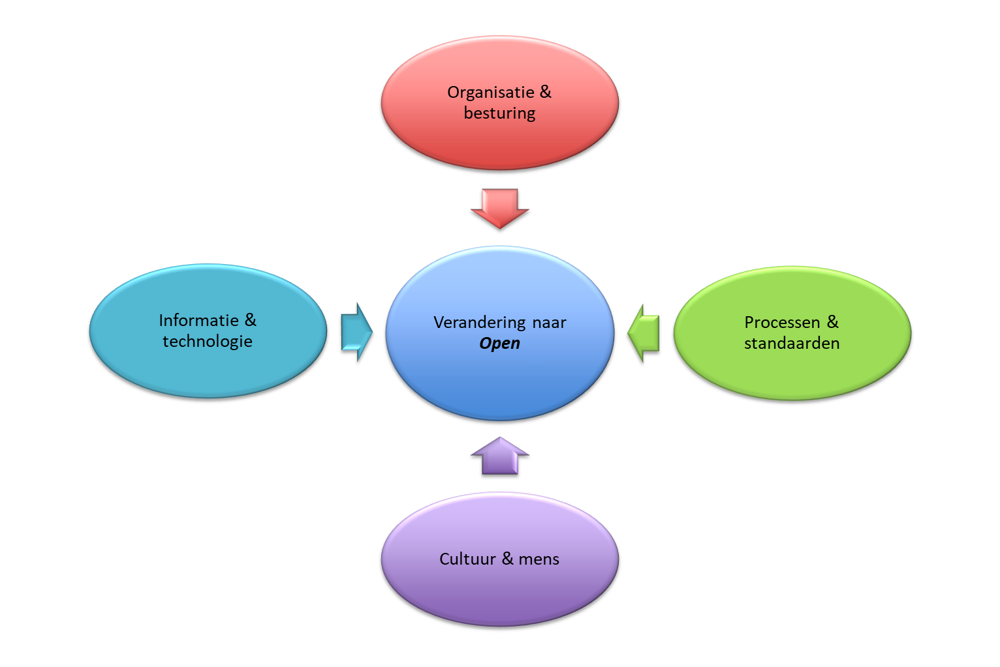 Organisatie &
besturing
Informatie &
technologie
Verandering naar
Open
Processen &
standaarden
Cultuur & mens